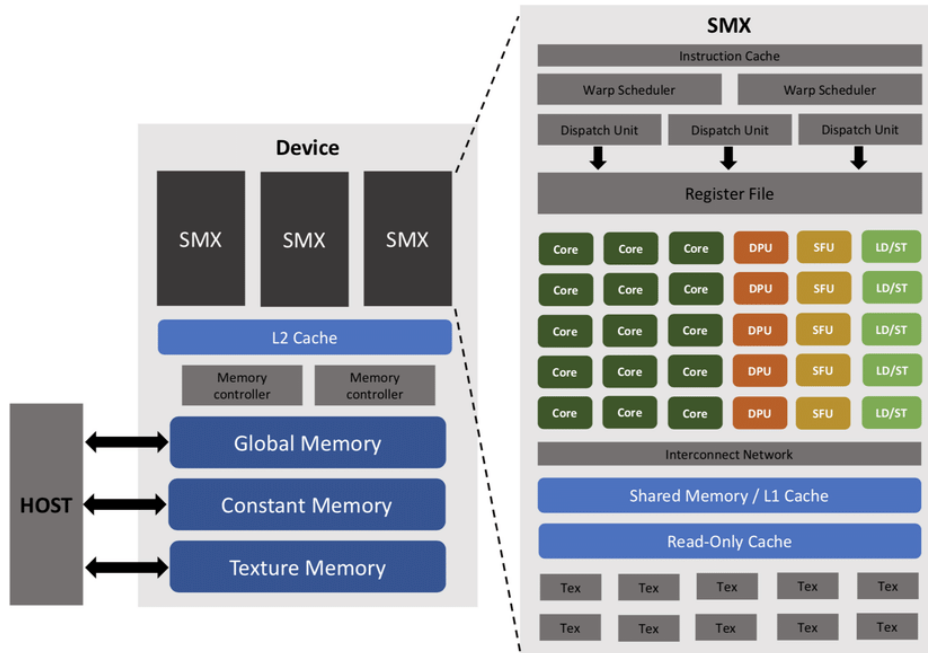 SMX
Instruction Cache
Warp Scheduler Warp Scheduler
Dispatch Unit Dispatch Unit Dispatch Unit
Register File
Core Core Core DPU SFU LD/ST
Core Core Core DPU SFU LD/ST
Core Core Core DPU SFU LD/ST
Core Core Core DPU SFU LD/ST
Core Core Core DPU SFU LD/ST
Interconnect Network
Shared Memory / L1 Cache
Read-Only Cache
Tex Tex Tex Tex Tex
Tex Tex Tex Tex Tex
Device
SMX SMX SMX
L2 Cache
Memory Memory
controller controller
Global Memory
Constant Memory
Texture Memory
HOST